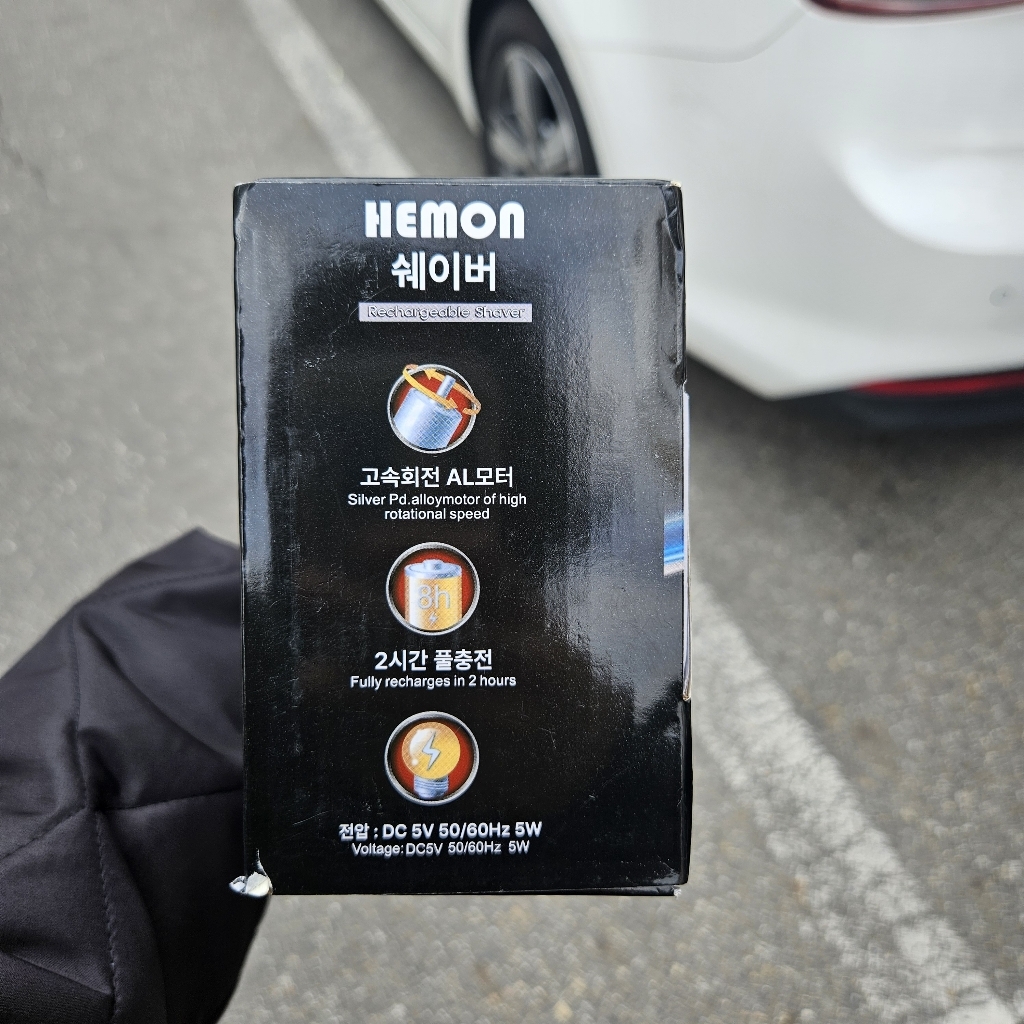 HEMON
쉐이버
Rechargeable Shaver
고속회전 AL모터
Silver Pd.alloymotor of high
rotational speed
8h
2시간 풀충전
Fully recharges in 2 hours
전압 : DC 5V 50/60Hz 5W
Voltage:DC5V 50/60Hz 5W